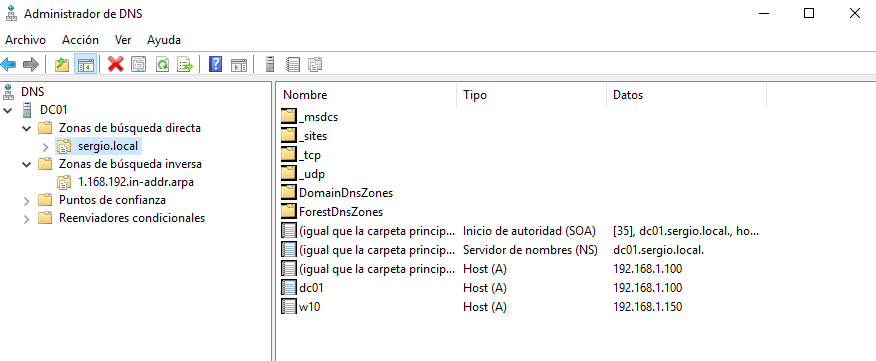 Administrador de DNS
Archivo Acción Ver Ayuda
DNS
DC01
Zonas de búsqueda directa
sergio.local
Zonas de búsqueda inversa
1.168.192.in-addr.arpa
Puntos de confianza
Reenviadores condicionales
Nombre Tipo Datos
_msdcs
_sites
_tcp
_udp
DomainDnsZones
ForestDnsZones
(igual que la carpeta princip... Inicio de autoridad (SOA) [35], dc01.sergio.local., ho...
(igual que la carpeta princip... Servidor de nombres (NS) dc01.sergio.local.
(igual que la carpeta princip... Host (A) 192.168.1.100
dc01 Host (A) 192.168.1.100
w10 Host (A) 192.168.1.150